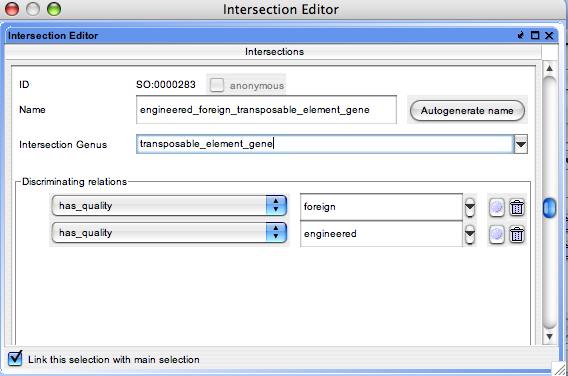 Intersection Editor
Intersection Editor
Intersections
ID SO:0000283 anonymous
Name engineered_foreign_transposable_element_gene Autogenerate name
Intersection Genus transposable_element_gene
Discriminating relations
has_quality foreign
has_quality engineered
Link this selection with main selection